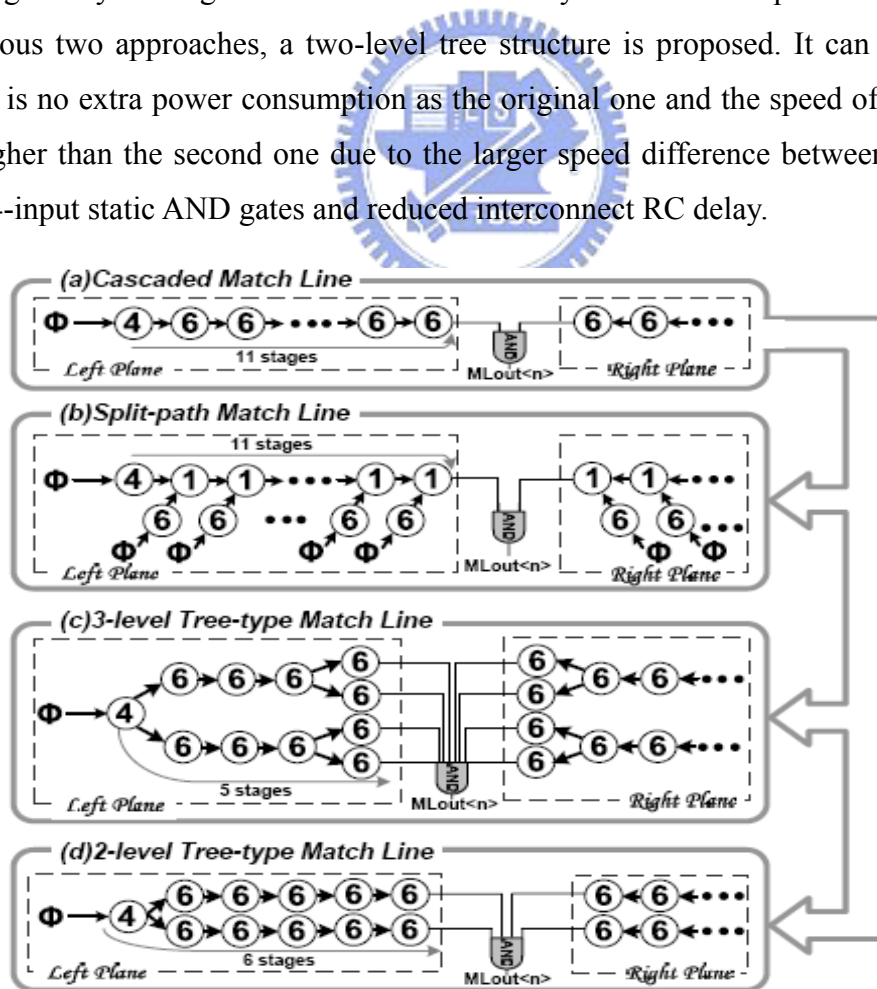 ous two approaches, a two-level tree structure is proposed. It can
is no extra power consumption as the original one and the speed of
gher than the second one due to the larger speed difference between
-input static AND gates and reduced interconnect RC delay.
(a)Cascaded Match Line
Φ 4 6 6 ••• 6 6 6 6 •••
11 stages
AND
Left Plane MLout<n> Right Plane
(b)Split-path Match Line
11 stages
Φ 4 1 1 •••• 1 1 1 1 •••
6 6 ••• 6 6 AND 6 6 •••
Φ Φ Φ Φ Φ Φ
Left Plane MLout<n> Right Plane
(c)3-level Tree-type Match Line
6 6
6 6 6 6 6 •••
6 6
Φ 4
6 6
6 6 6 6 6 •••
6 6
5 stages AND
Left Plane MLout<n> Right Plane
(d)2-level Tree-type Match Line
6 6 6 6 6 6 6 •••
Φ 4
6 6 6 6 6 6 6 •••
6 stages AND
Left Plane MLout<n> Right Plane